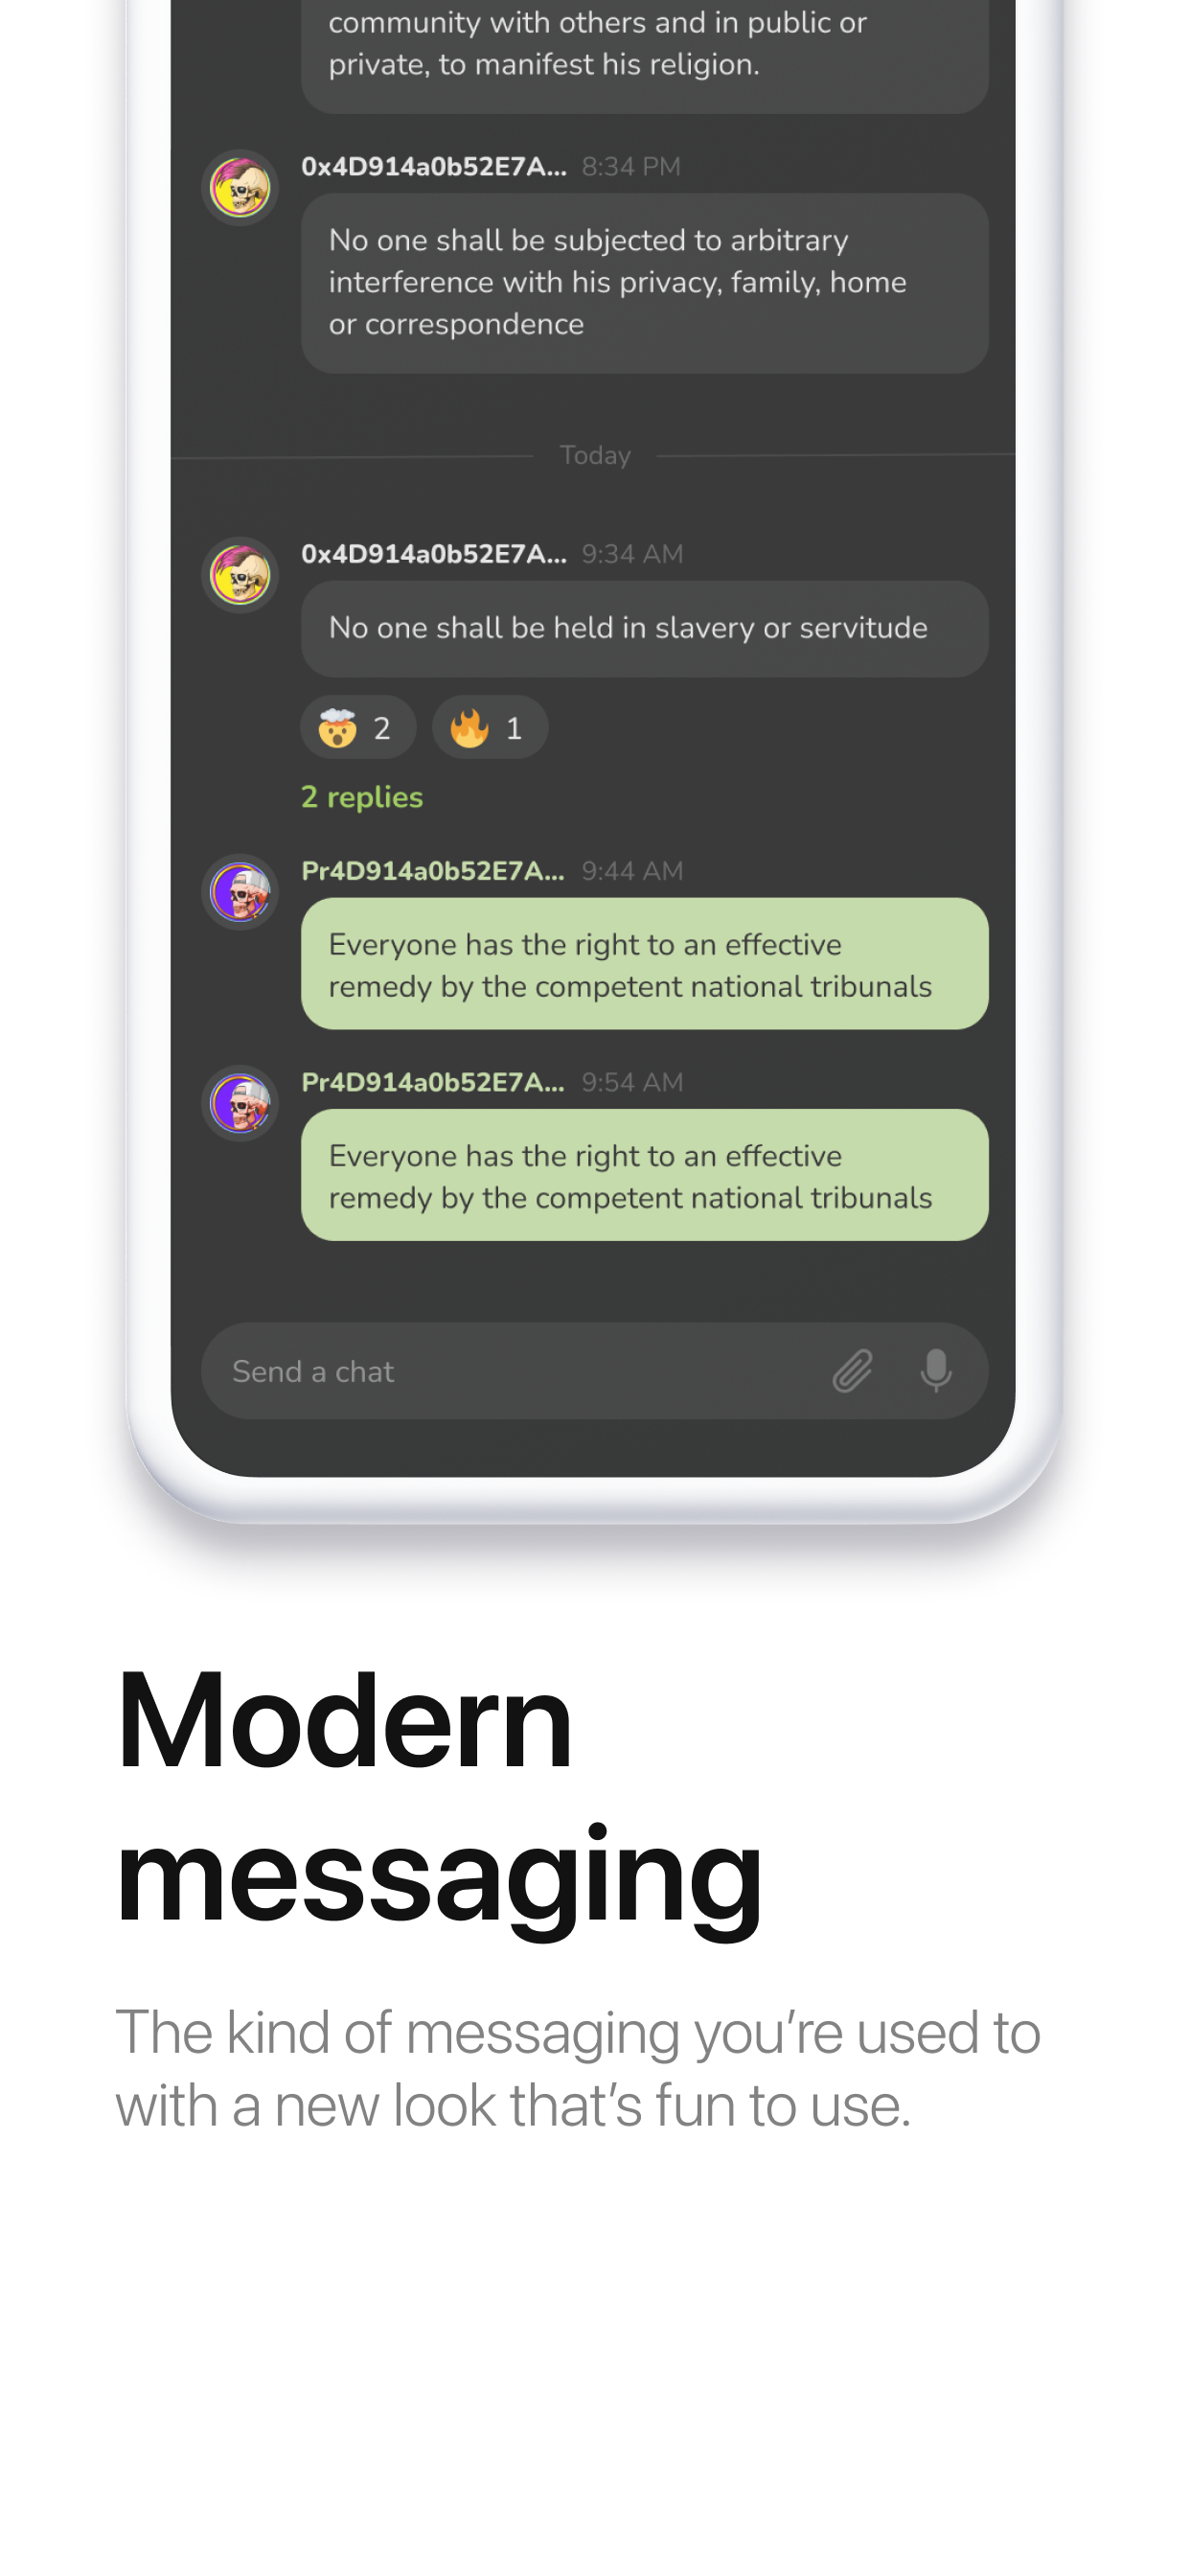 community with others and in public or
private, to manifest his religion.
0x4D914a0b52E7A... 8:34 PM
No one shall be subjected to arbitrary
interference with his privacy, family, home
or correspondence
Today
0x4D914a0b52E7A... 9:34 AM
No one shall be held in slavery or servitude
🤯 2 🔥 1
2 replies
Pr4D914a0b52E7A... 9:44 AM
Everyone has the right to an effective
remedy by the competent national tribunals
Pr4D914a0b52E7A... 9:54 AM
Everyone has the right to an effective
remedy by the competent national tribunals
Send a chat
Modern
messaging
The kind of messaging you’re used to
with a new look that’s fun to use.